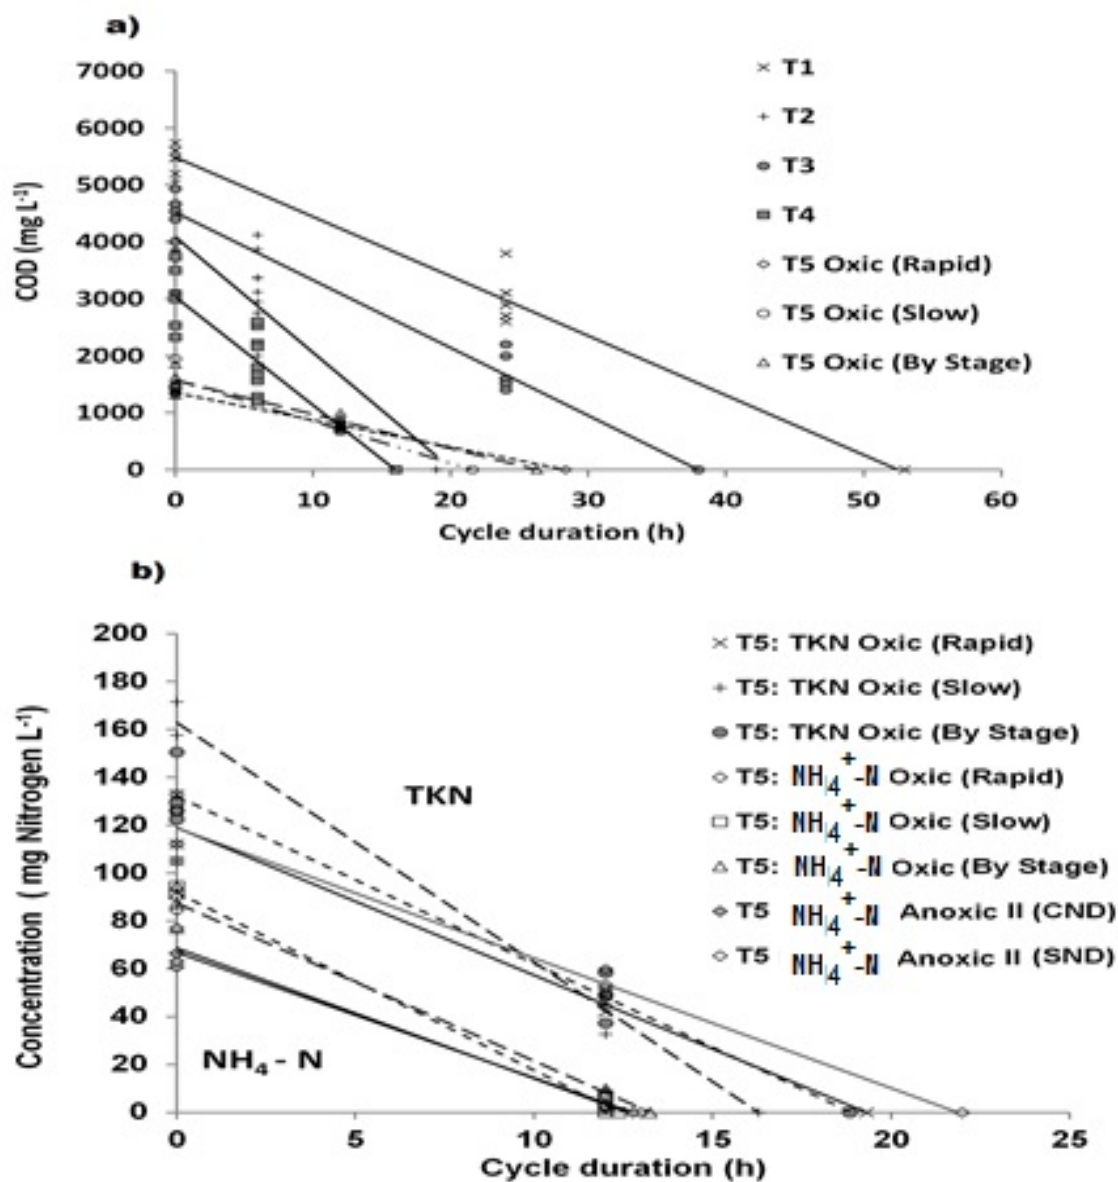 a)
7000
6000
5000
4000
3000
2000
1000
0
COD (mg L⁻¹)
0 10 20 30 40 50 60
Cycle duration (h)
T1
T2
T3
T4
T5 Oxic (Rapid)
T5 Oxic (Slow)
T5 Oxic (By Stage)
b)
200
180
160
140
120
100
80
60
40
20
0
Concentration ( mg Nitrogen L⁻¹)
TKN
NH₄ - N
0 5 10 15 20 25
Cycle duration (h)
T5: TKN Oxic (Rapid)
T5: TKN Oxic (Slow)
T5: TKN Oxic (By Stage)
T5: NH₄⁺-N Oxic (Rapid)
T5: NH₄⁺-N Oxic (Slow)
T5: NH₄⁺-N Oxic (By Stage)
T5 NH₄⁺-N Anoxic II (CND)
T5 NH₄⁺-N Anoxic II (SND)